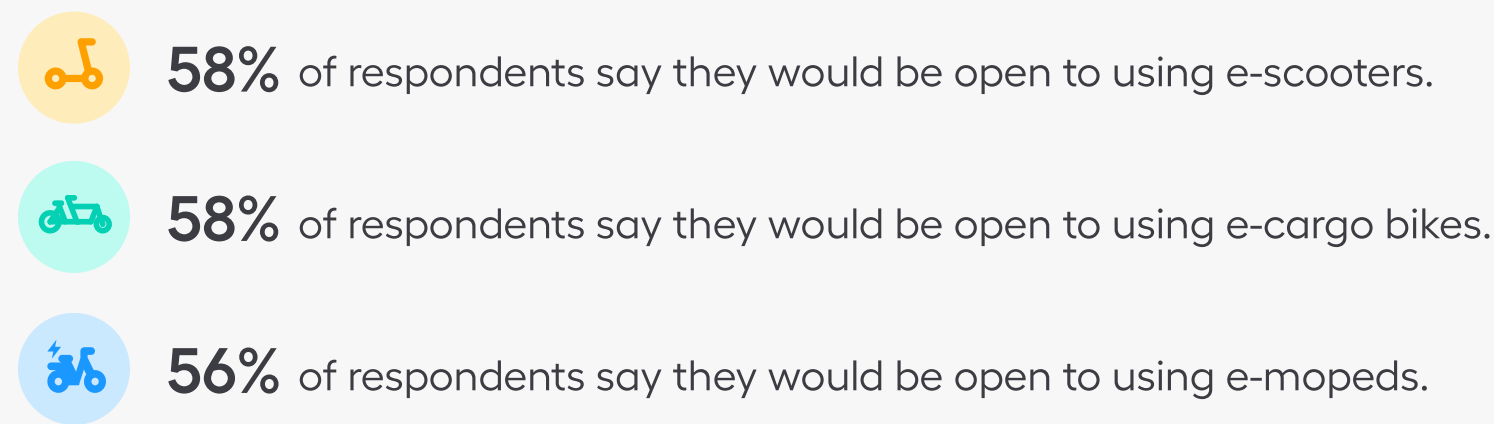 58% of respondents say they would be open to using e-scooters.
58% of respondents say they would be open to using e-cargo bikes.
56% of respondents say they would be open to using e-mopeds.